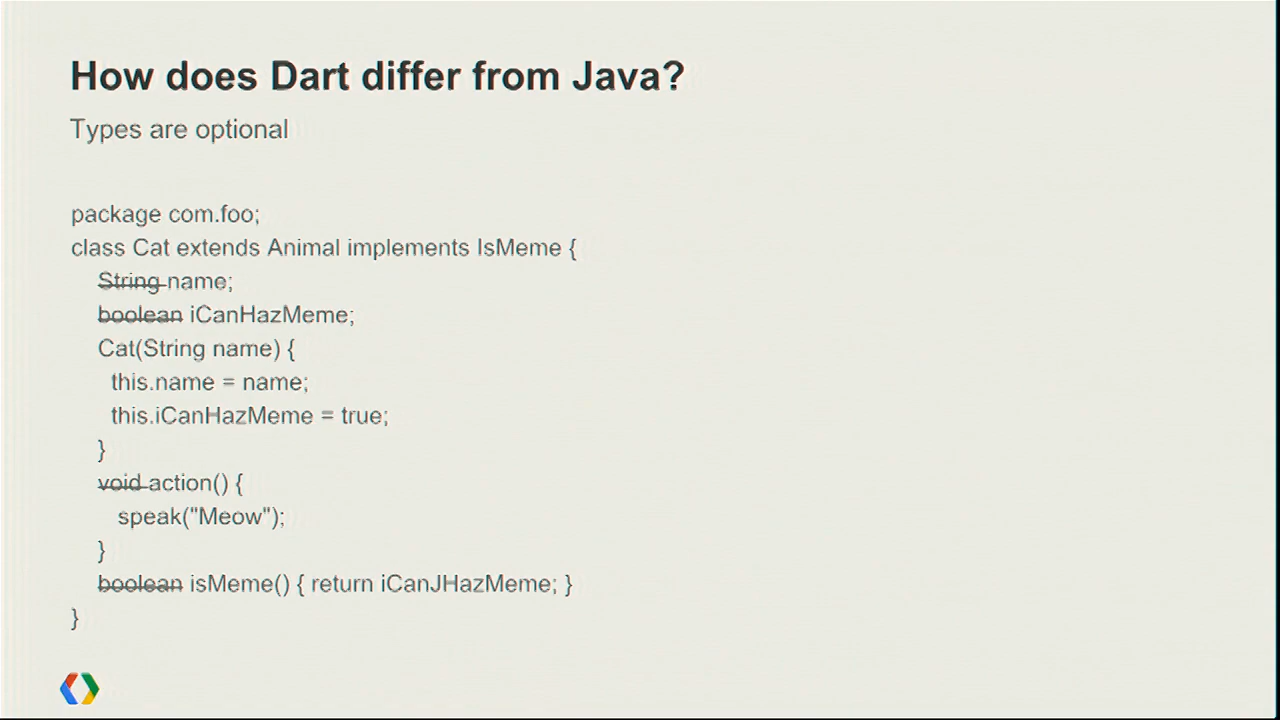 How does Dart differ from Java?
Types are optional
package com.foo;
class Cat extends Animal implements IsMeme {
String name;
boolean iCanHazMeme;
Cat(String name) {
this.name = name;
this.iCanHazMeme = true;
}
void action() {
speak("Meow");
}
boolean isMeme() { return iCanJHazMeme; }
}